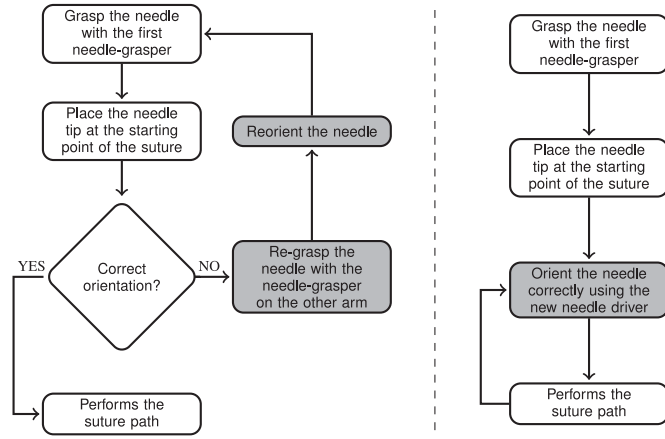 Grasp the needle
with the first
needle-grasper
Place the needle
tip at the starting
point of the suture
Correct
orientation?
YES
NO
Re-grasp the
needle with the
needle-grasper
on the other arm
Reorient the needle
Performs the
suture path
Grasp the needle
with the first
needle-grasper
Place the needle
tip at the starting
point of the suture
Orient the needle
correctly using the
new needle driver
Performs the
suture path